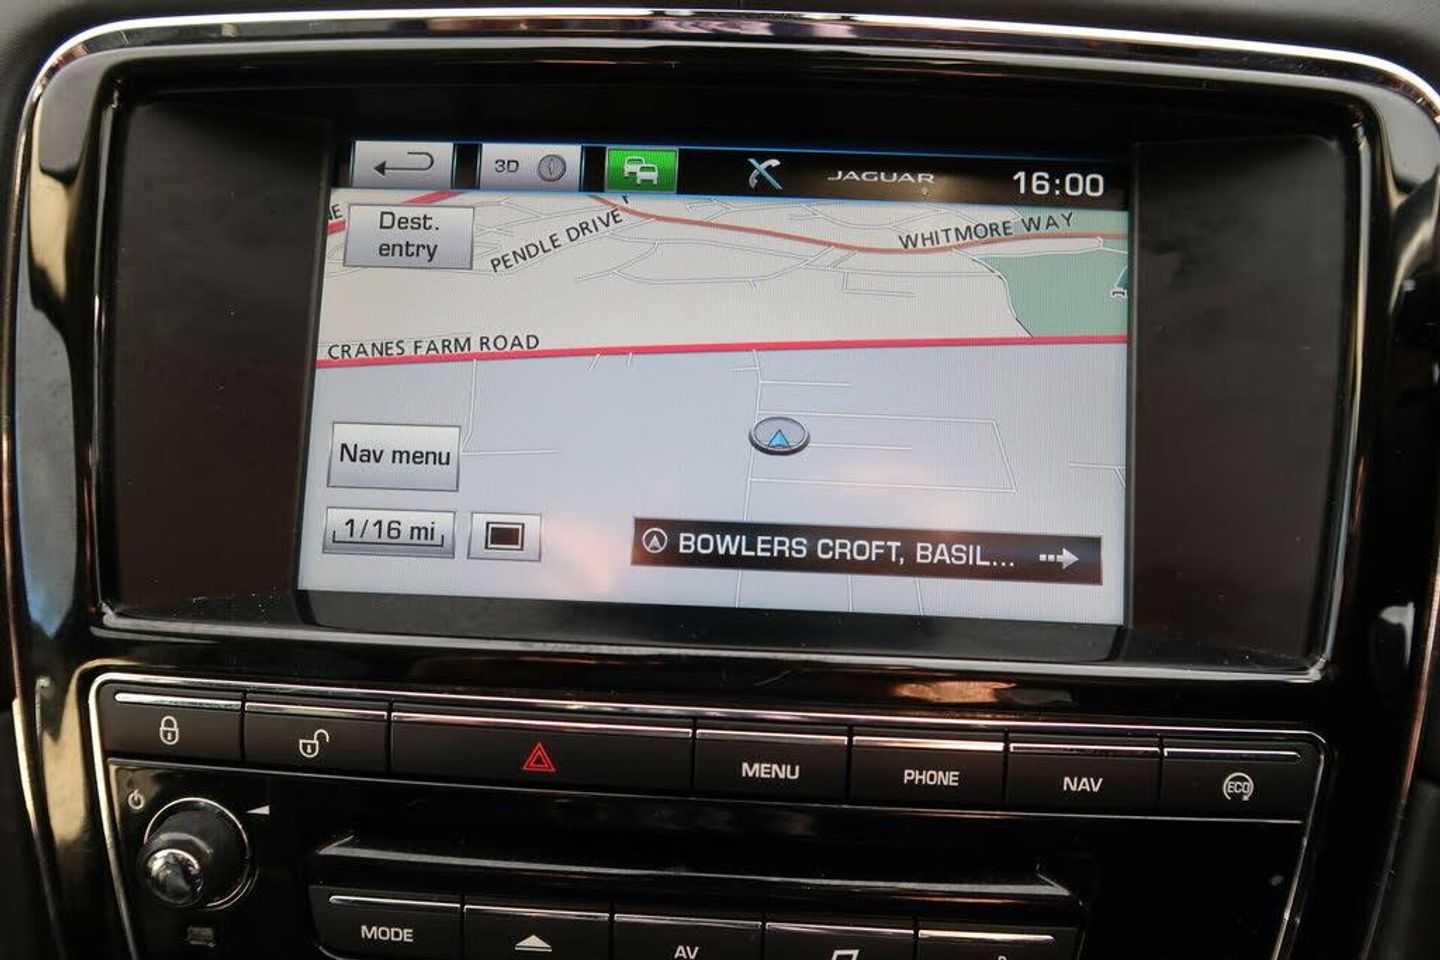 3D
JAGUAR
16:00
Dest.
entry
PENDLE DRIVE
WHITMORE WAY
CRANES FARM ROAD
Nav menu
1/16 mi
BOWLERS CROFT, BASIL...
MENU
PHONE
NAV
ECO
MODE
AV